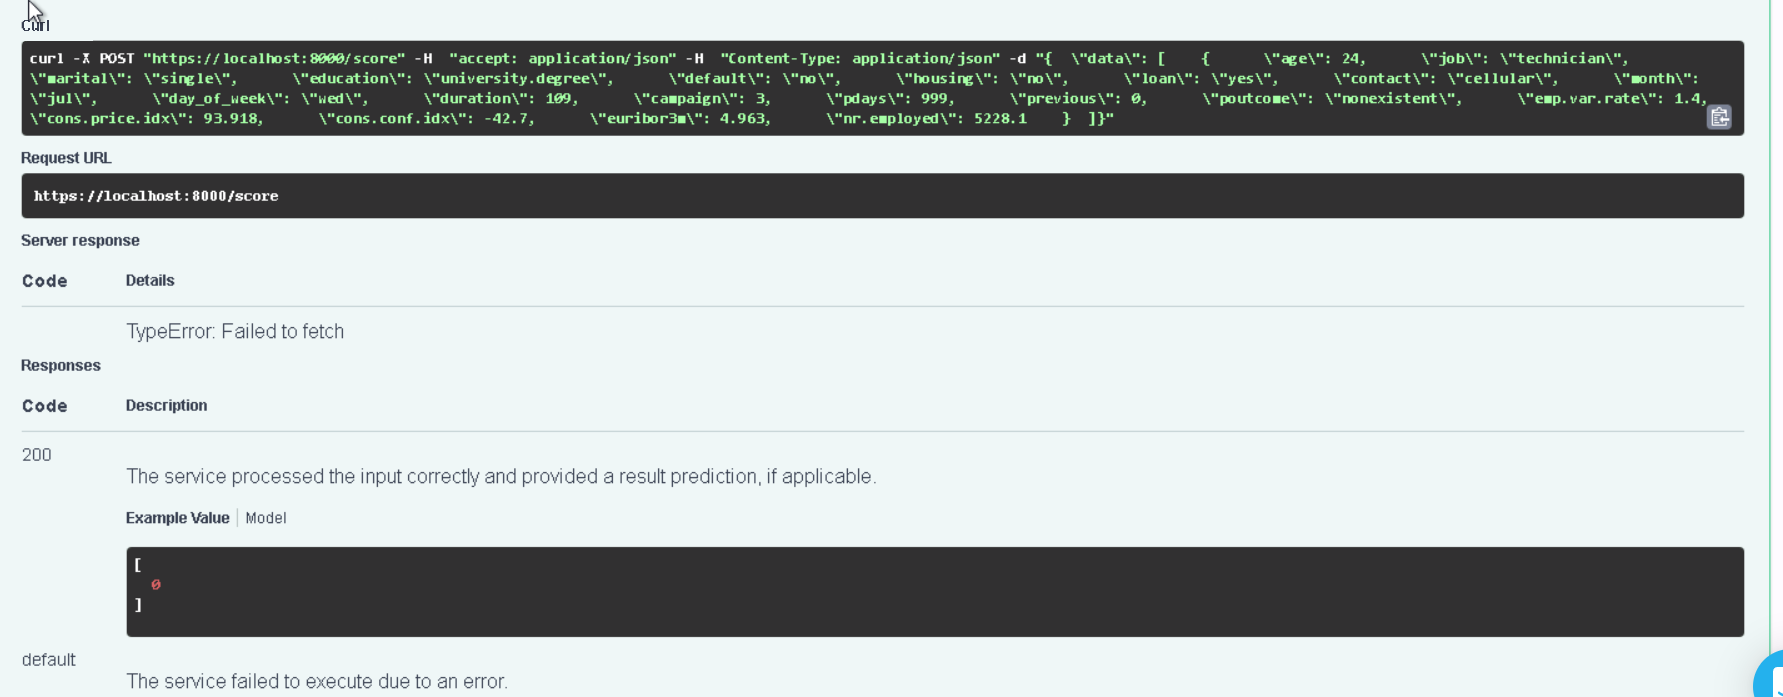 Curl
curl -X POST "https://localhost:8000/score" -H  "accept: application/json" -H  "Content-Type: application/json" -d "{  \"data\": [    {      \"age\": 24,      \"job\": \"technician\",
\"marital\": \"single\",      \"education\": \"university.degree\",      \"default\": \"no\",      \"housing\": \"no\",      \"loan\": \"yes\",      \"contact\": \"cellular\",      \"month\":
\"jul\",      \"day_of_week\": \"wed\",      \"duration\": 109,      \"campaign\": 3,      \"pdays\": 999,      \"previous\": 0,      \"poutcome\": \"nonexistent\",      \"emp.var.rate\": 1.4,
\"cons.price.idx\": 93.918,      \"cons.conf.idx\": -42.7,      \"euribor3m\": 4.963,      \"nr.employed\": 5228.1    }  ]}"
Request URL
https://localhost:8000/score
Server response
Code Details
TypeError: Failed to fetch
Responses
Code Description
200
The service processed the input correctly and provided a result prediction, if applicable.
Example Value Model
[
0
]
default
The service failed to execute due to an error.